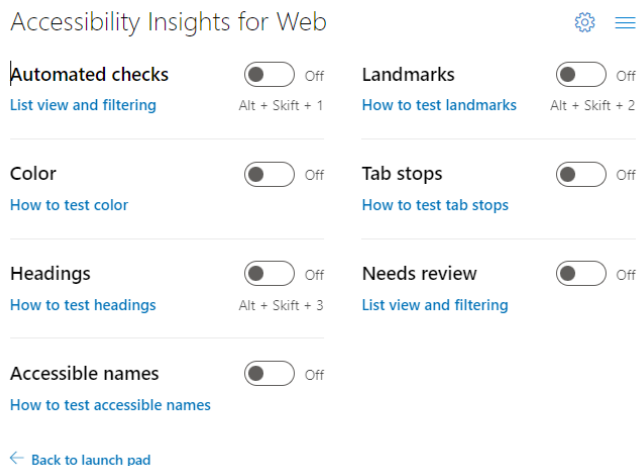 Accessibility Insights for Web
Automated checks Off
List view and filtering Alt + Skift + 1
Landmarks Off
How to test landmarks Alt + Skift + 2
Color Off
How to test color
Tab stops Off
How to test tab stops
Headings Off
How to test headings Alt + Skift + 3
Needs review Off
List view and filtering
Accessible names Off
How to test accessible names
Back to launch pad